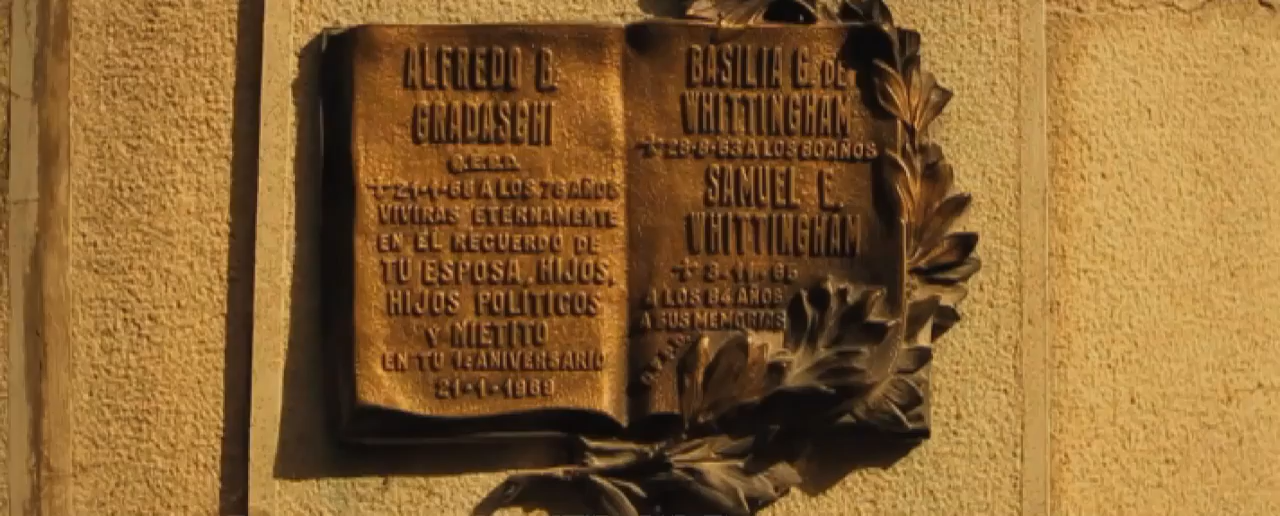 ALFREDO B.
GRADASCHI
Q.E.P.D.
✝ 21-1-68 A LOS 76 AÑOS
VIVIRAS ETERNAMENTE
EN EL RECUERDO DE
TU ESPOSA, HIJOS,
HIJOS POLÍTICOS
Y NIETITO
EN TU 1º ANIVERSARIO
21-1-1969
BASILIA G. DE
WHITTINGHAM
✝ 28-8-63 A LOS 80 AÑOS
SAMUEL E.
WHITTINGHAM
✝ 3-11-65
A LOS 84 AÑOS
A SUS MEMORIAS